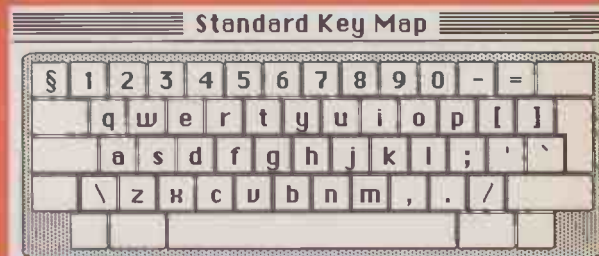 Standard Key Map
§ 1 2 3 4 5 6 7 8 9 0 - =
q w e r t y u i o p [ ]
a s d f g h j k l ; ' `
\ z x c v b n m , . /